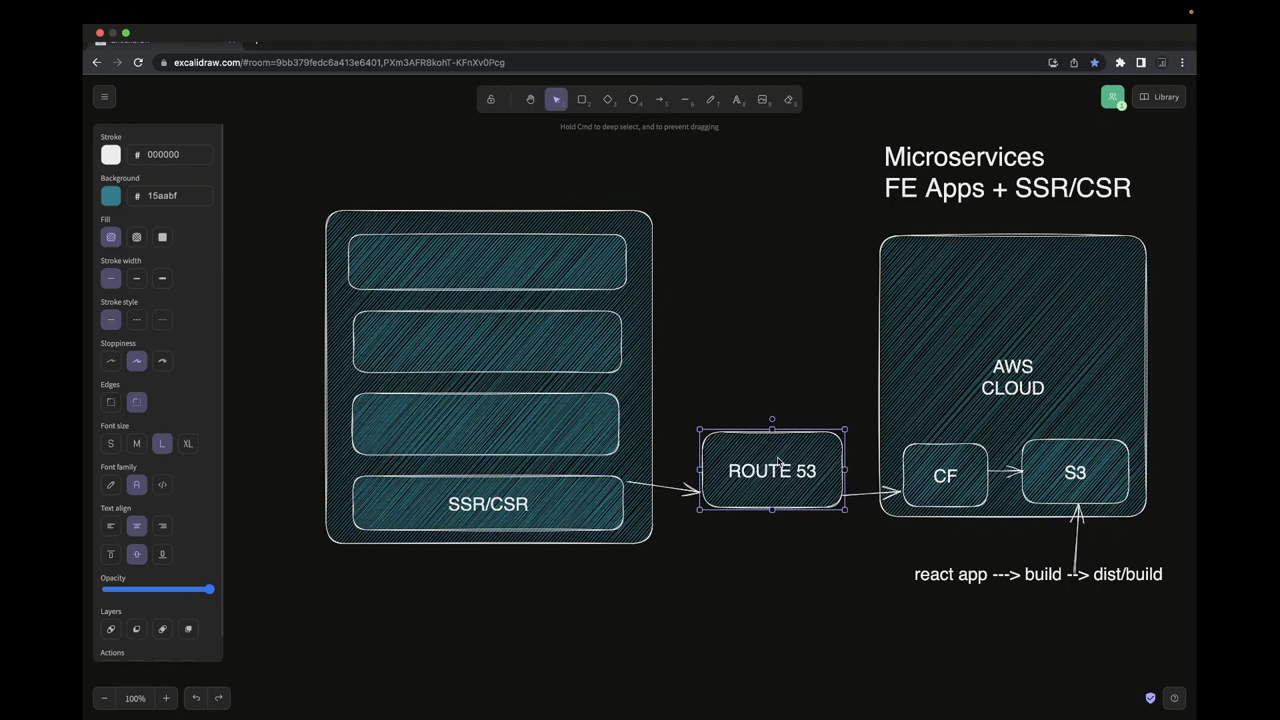 excalidraw.com/#room=9bb379fedc6a413e6401,PXm3AFR8kohT-KFnXv0Pcg
Library
Hold Cmd to deep select, and to prevent dragging
Stroke
# 000000
Background
# 15aabf
Fill
Stroke width
Stroke style
Sloppiness
Edges
Font size
S M L XL
Font family
Text align
Opacity
Layers
Actions
100%
Microservices
FE Apps + SSR/CSR
AWS
CLOUD
ROUTE 53
CF
S3
SSR/CSR
react app ---> build --> dist/build